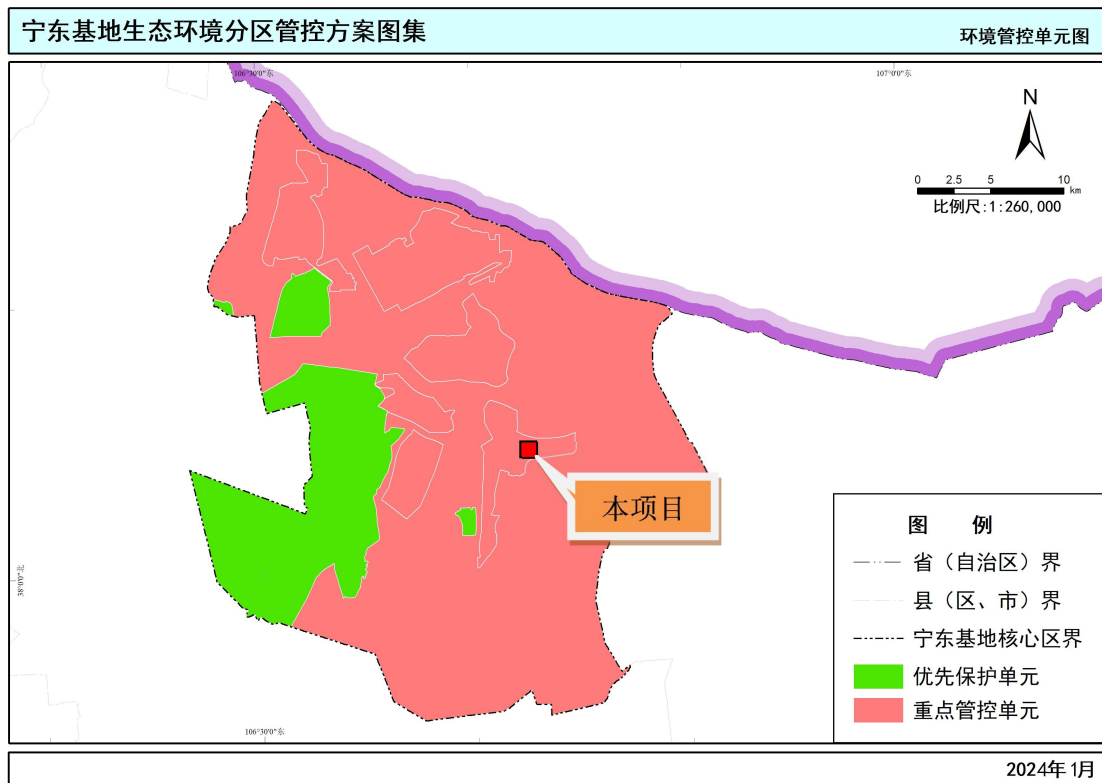 宁东基地生态环境分区管控方案图集
环境管控单元图
106°30'0"东
107°0'0"东
N
0 2.5 5 10
km
比例尺:1:260,000
本项目
38°0'0"北
图 例
省（自治区）界
县（区、市）界
宁东基地核心区界
优先保护单元
重点管控单元
106°30'0"东
2024年1月